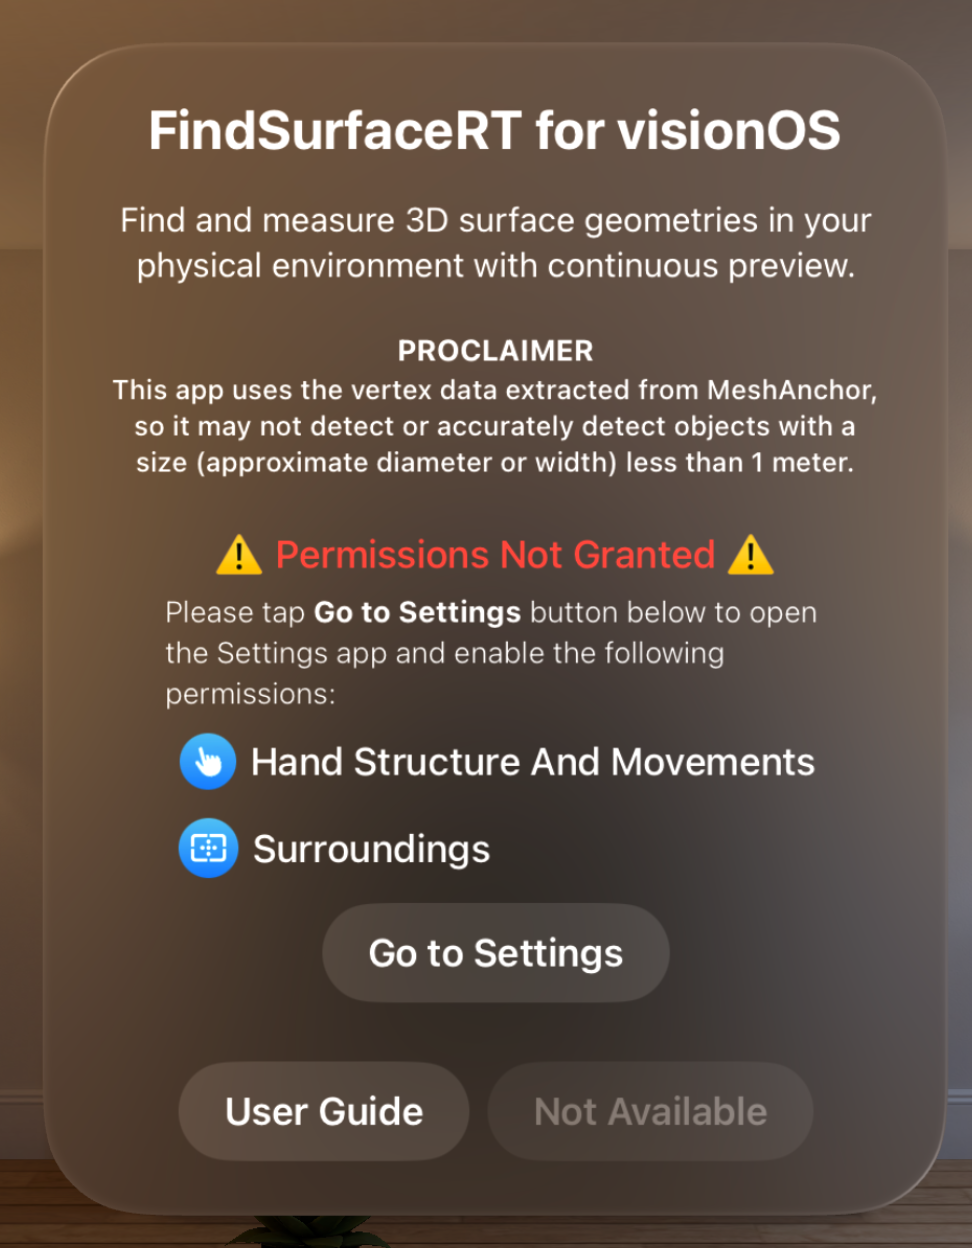 FindSurfaceRT for visionOS
Find and measure 3D surface geometries in your
physical environment with continuous preview.
PROCLAIMER
This app uses the vertex data extracted from MeshAnchor,
so it may not detect or accurately detect objects with a
size (approximate diameter or width) less than 1 meter.
⚠️ Permissions Not Granted ⚠️
Please tap Go to Settings button below to open
the Settings app and enable the following
permissions:
Hand Structure And Movements
Surroundings
Go to Settings
User Guide
Not Available